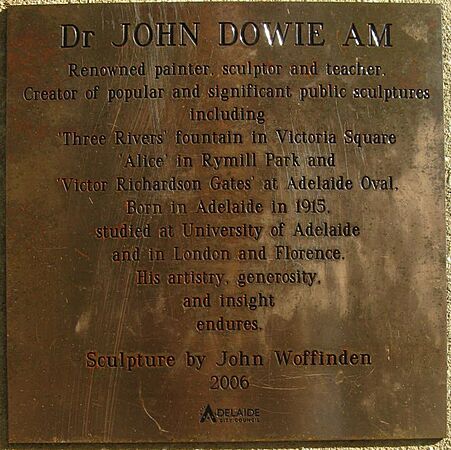 Dr JOHN DOWIE AM
Renowned painter, sculptor and teacher.
Creator of popular and significant public sculptures
including
'Three Rivers' fountain in Victoria Square
'Alice' in Rymill Park and
'Victor Richardson Gates' at Adelaide Oval.
Born in Adelaide in 1915,
studied at University of Adelaide
and in London and Florence.
His artistry, generosity,
and insight
endures.
Sculpture by John Woffinden
2006
ADELAIDE
CITY COUNCIL